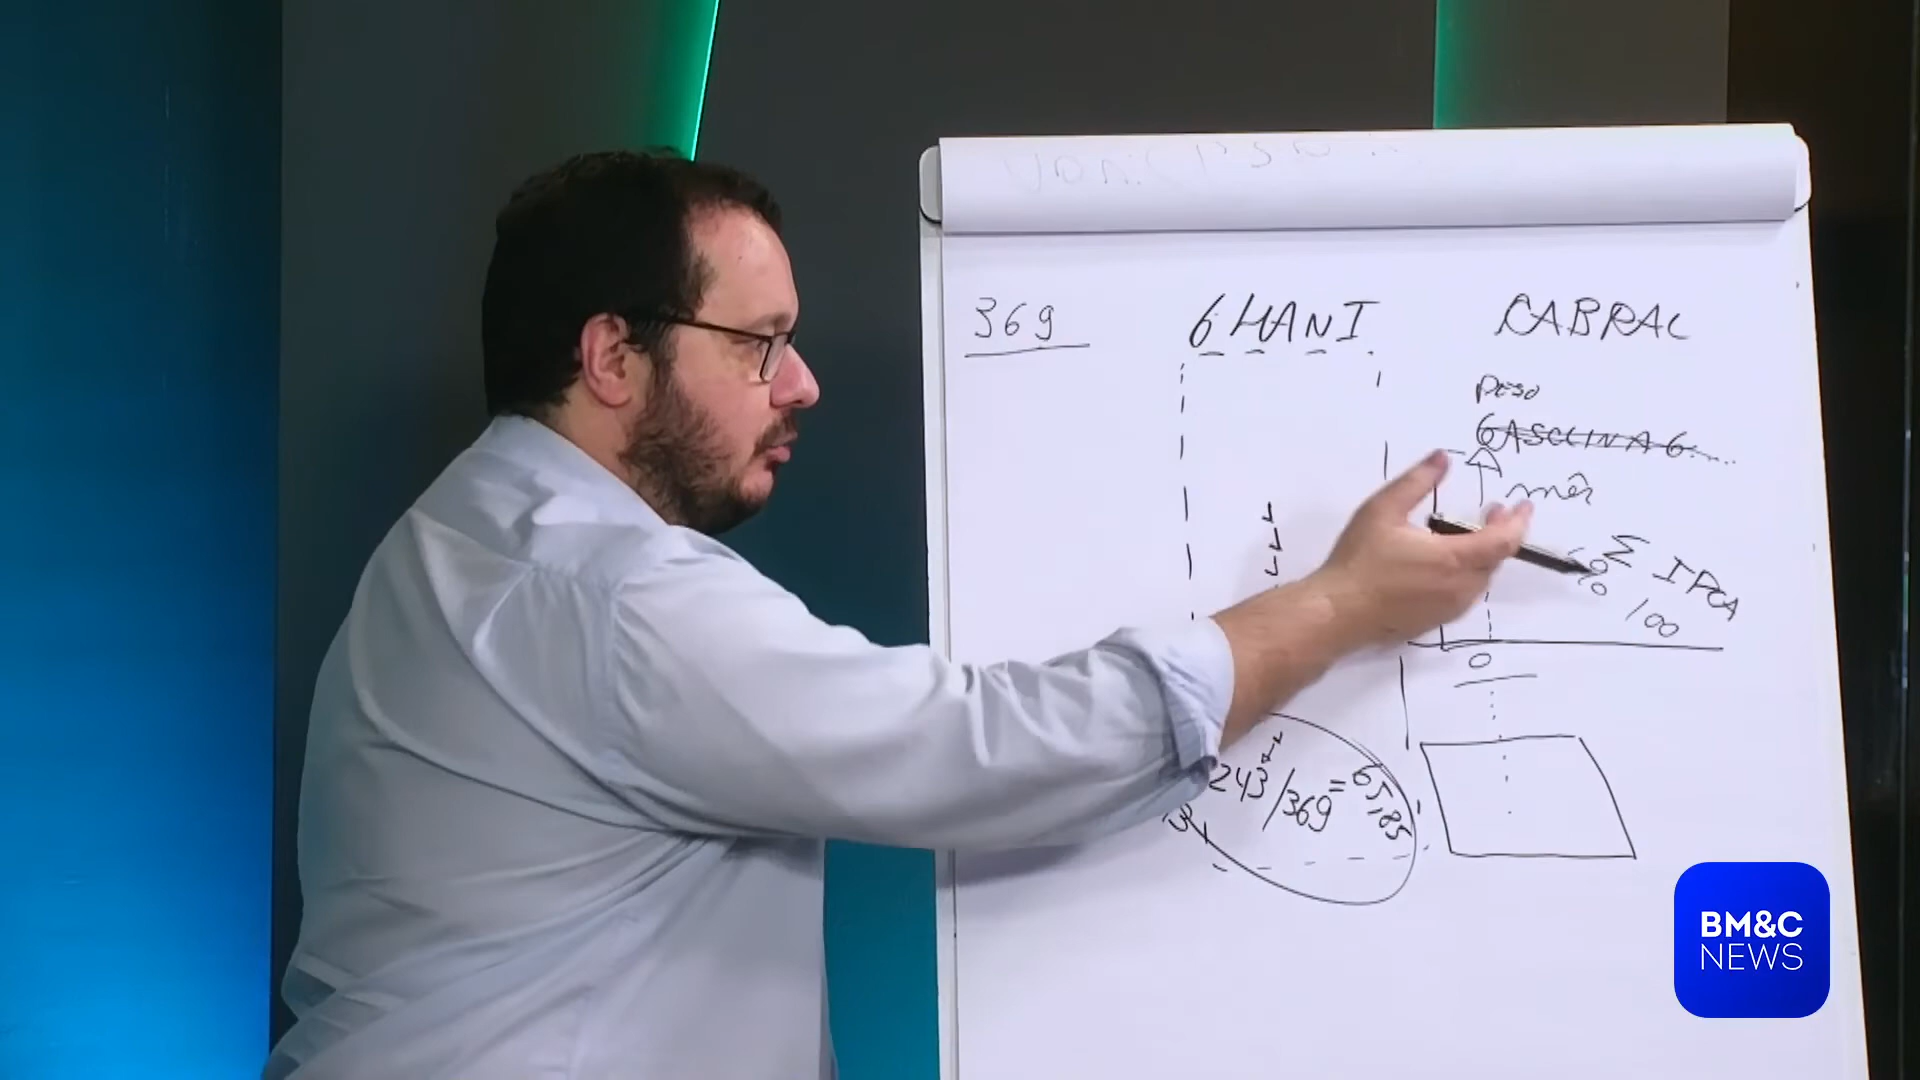 369
GHANI
CABRAL
peso
GASOLINA G....
mês
% Σ IPCA
100
0
243/369=65,85
BM&C
NEWS